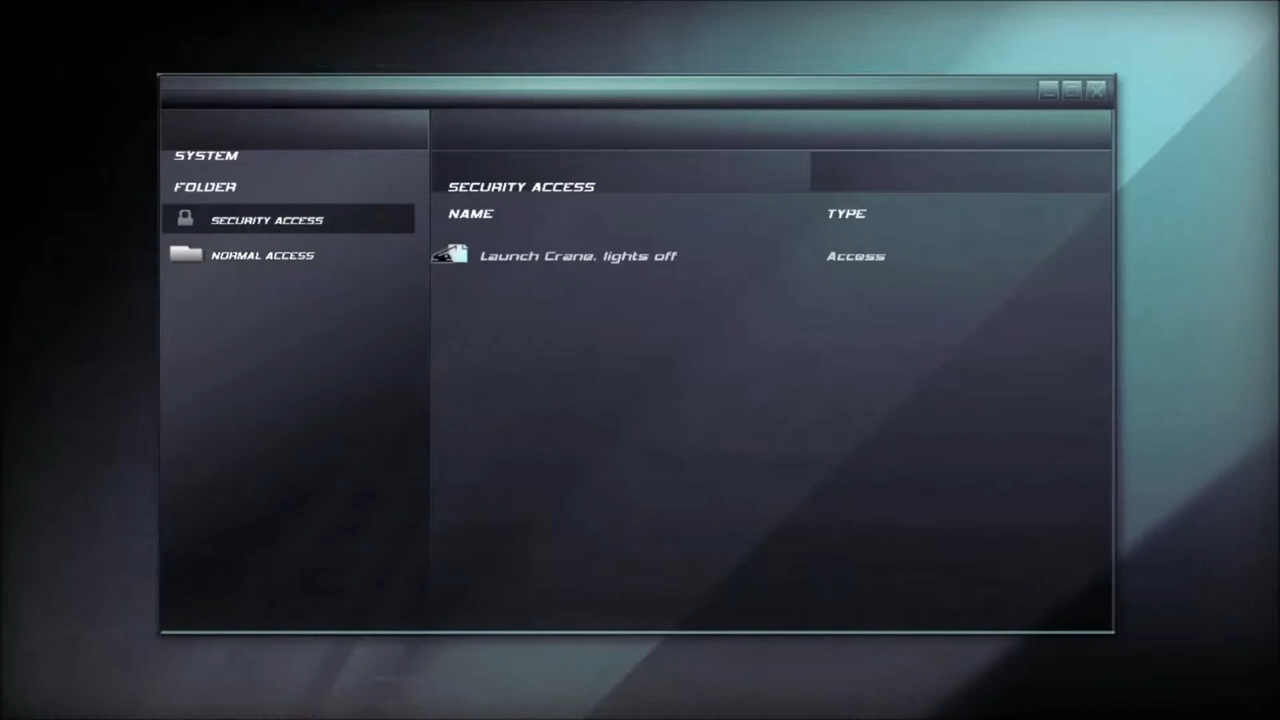 SYSTEM
FOLDER
SECURITY ACCESS
NORMAL ACCESS
SECURITY ACCESS
NAME TYPE
Launch Crane, lights off Access